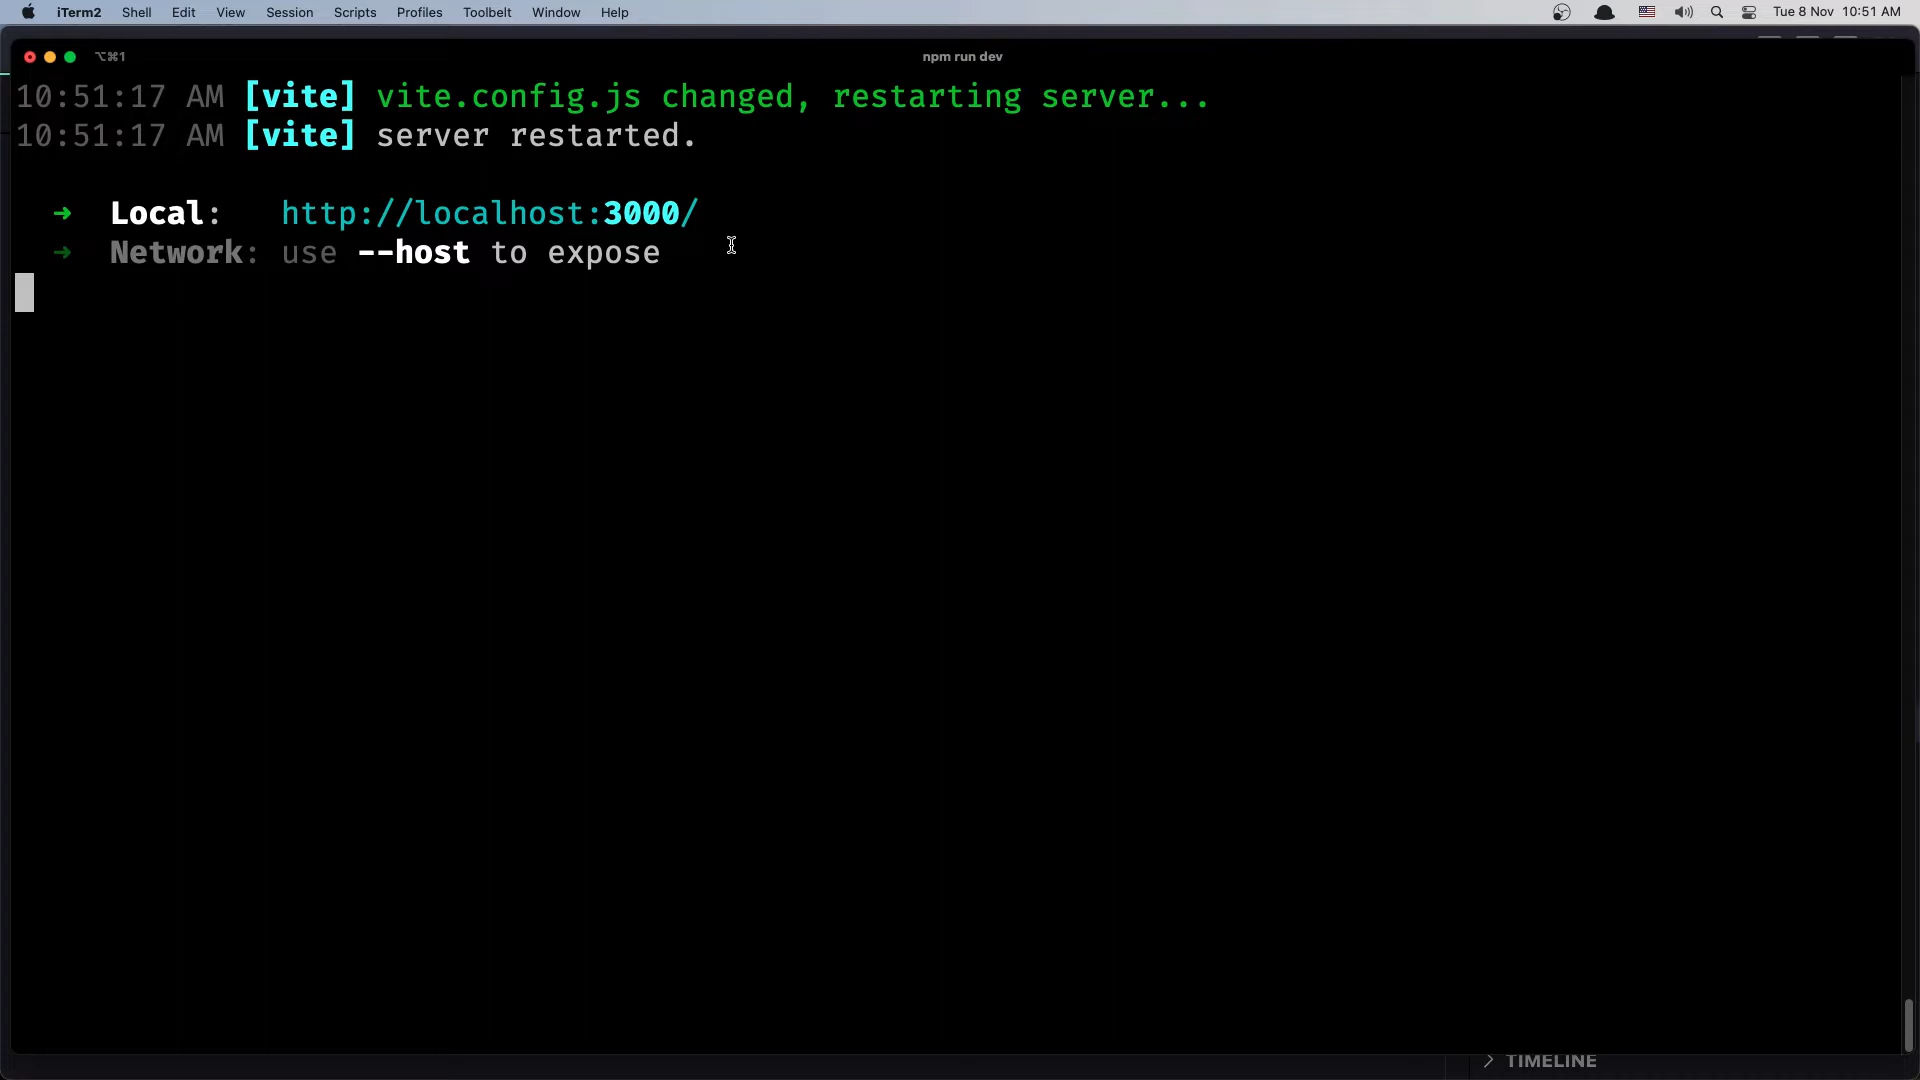 iTerm2 Shell Edit View Session Scripts Profiles Toolbelt Window Help Tue 8 Nov 10:51 AM
⌥⌘1 npm run dev
10:51:17 AM [vite] vite.config.js changed, restarting server...
10:51:17 AM [vite] server restarted.
➜ Local: http://localhost:3000/
➜ Network: use --host to expose
TIMELINE